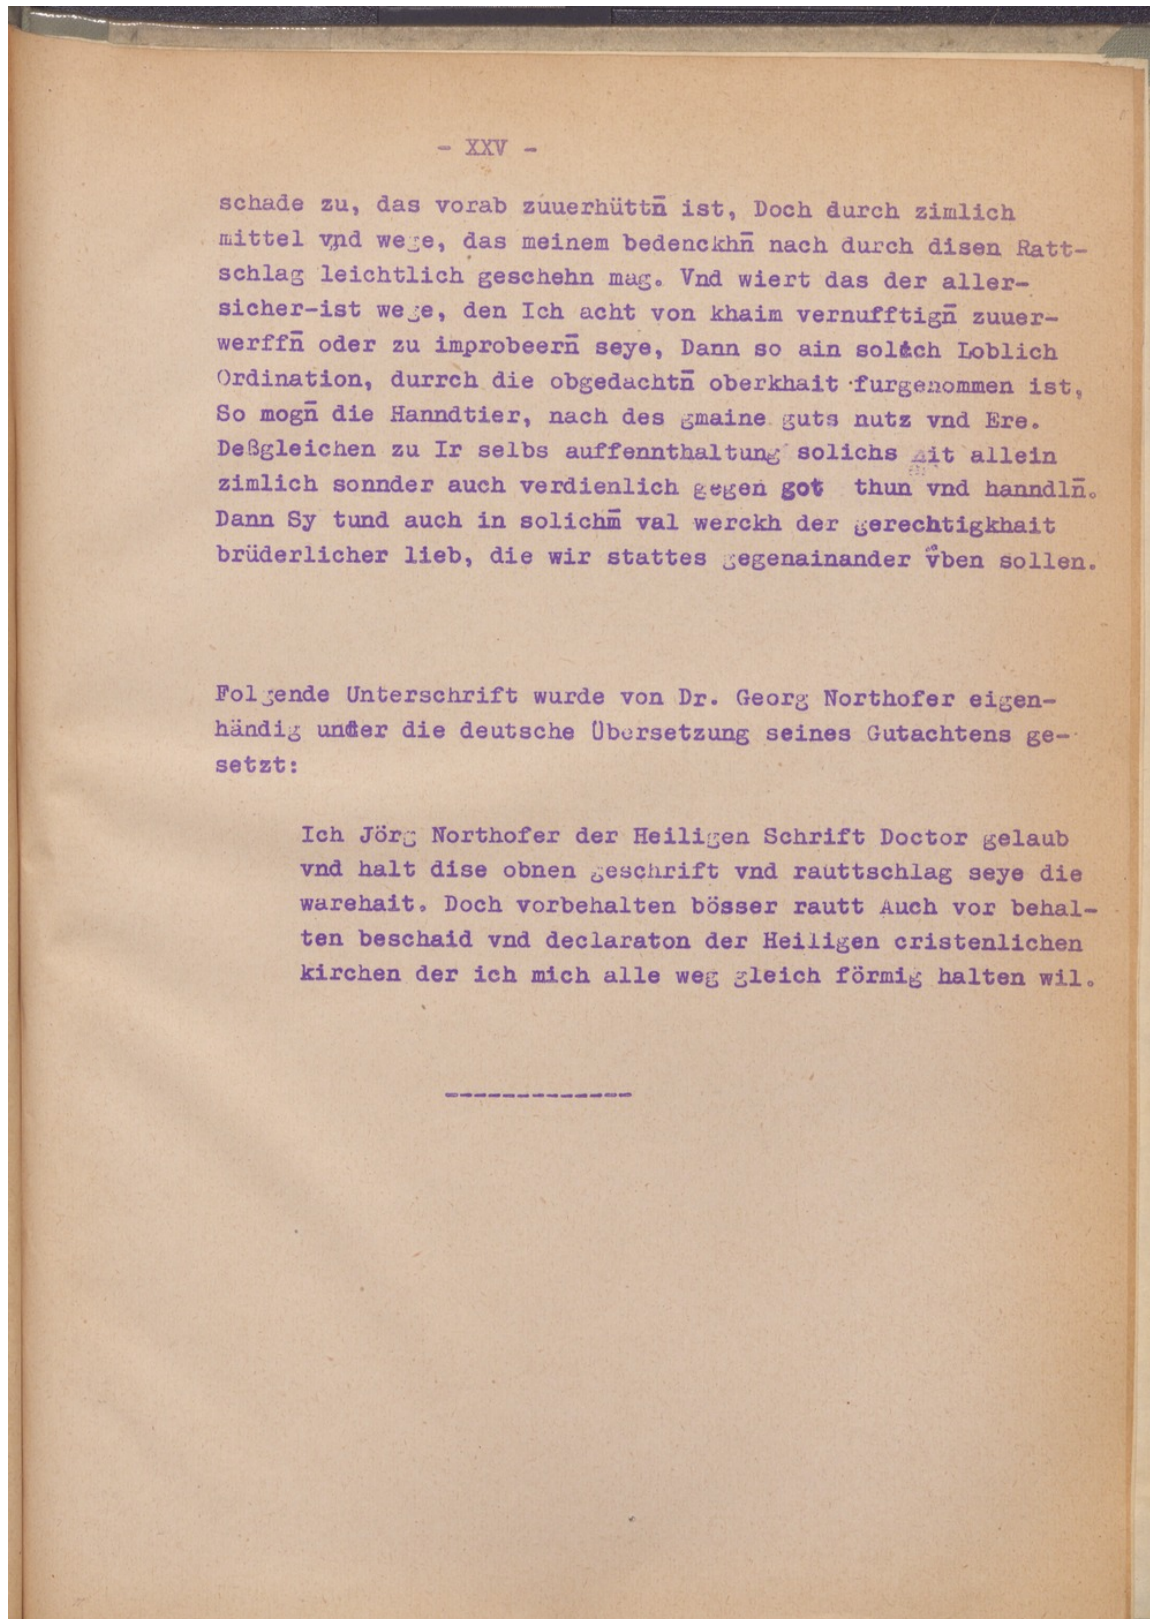 - XXV -
schade zu, das vorab zuuerhüttn̄ ist, Doch durch zimlich
mittel vnd wege, das meinem bedenckhn̄ nach durch disen Ratt-
schlag leichtlich geschehn mag. Vnd wiert das der aller-
sicher-ist wege, den Ich acht von khaim vernufftign̄ zuuer-
werffn̄ oder zu improbeern̄ seye, Dann so ain solich Loblich
Ordination, durrch die obgedachtn̄ oberkhait furgenommen ist,
So mogn̄ die Hanndtier, nach des gmaine guts nutz vnd Ere.
Deßgleichen zu Ir selbs auffennthaltung solichs nit allein
zimlich sonnder auch verdienlich gegen got thun vnd hanndln̄.
Dann Sy tund auch in solichm̄ val werckh der gerechtigkhait
brüderlicher lieb, die wir stattes gegenainander v̊ben sollen.
Folgende Unterschrift wurde von Dr. Georg Northofer eigen-
händig unter die deutsche Übersetzung seines Gutachtens ge-
setzt:
Ich Jörg Northofer der Heiligen Schrift Doctor gelaub
vnd halt dise obnen geschrift vnd rauttschlag seye die
warehait. Doch vorbehalten bösser rautt Auch vor behal-
ten beschaid vnd declaraton der Heiligen cristenlichen
kirchen der ich mich alle weg gleich förmig halten wil.
-------------